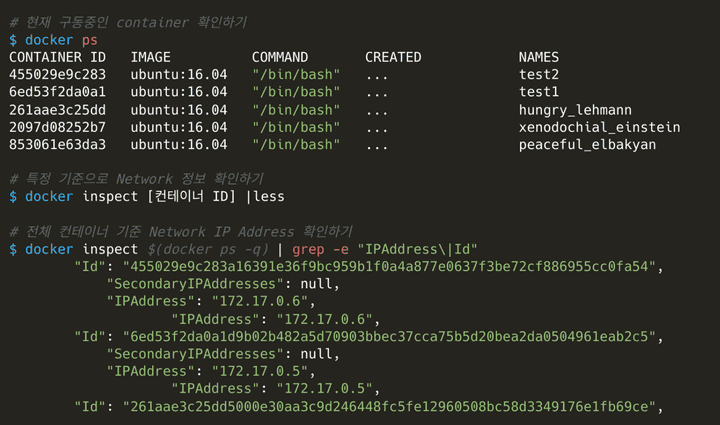 # 현재 구동중인 container 확인하기
$ docker ps
CONTAINER ID IMAGE COMMAND CREATED NAMES
455029e9c283 ubuntu:16.04 "/bin/bash" ... test2
6ed53f2da0a1 ubuntu:16.04 "/bin/bash" ... test1
261aae3c25dd ubuntu:16.04 "/bin/bash" ... hungry_lehmann
2097d08252b7 ubuntu:16.04 "/bin/bash" ... xenodochial_einstein
853061e63da3 ubuntu:16.04 "/bin/bash" ... peaceful_elbakyan
# 특정 기준으로 Network 정보 확인하기
$ docker inspect [컨테이너 ID] |less
# 전체 컨테이너 기준 Network IP Address 확인하기
$ docker inspect $(docker ps -q) | grep -e "IPAddress\|Id"
"Id": "455029e9c283a16391e36f9bc959b1f0a4a877e0637f3be72cf886955cc0fa54",
"SecondaryIPAddresses": null,
"IPAddress": "172.17.0.6",
"IPAddress": "172.17.0.6",
"Id": "6ed53f2da0a1d9b02b482a5d70903bbec37cca75b5d20bea2da0504961eab2c5",
"SecondaryIPAddresses": null,
"IPAddress": "172.17.0.5",
"IPAddress": "172.17.0.5",
"Id": "261aae3c25dd5000e30aa3c9d246448fc5fe12960508bc58d3349176e1fb69ce",